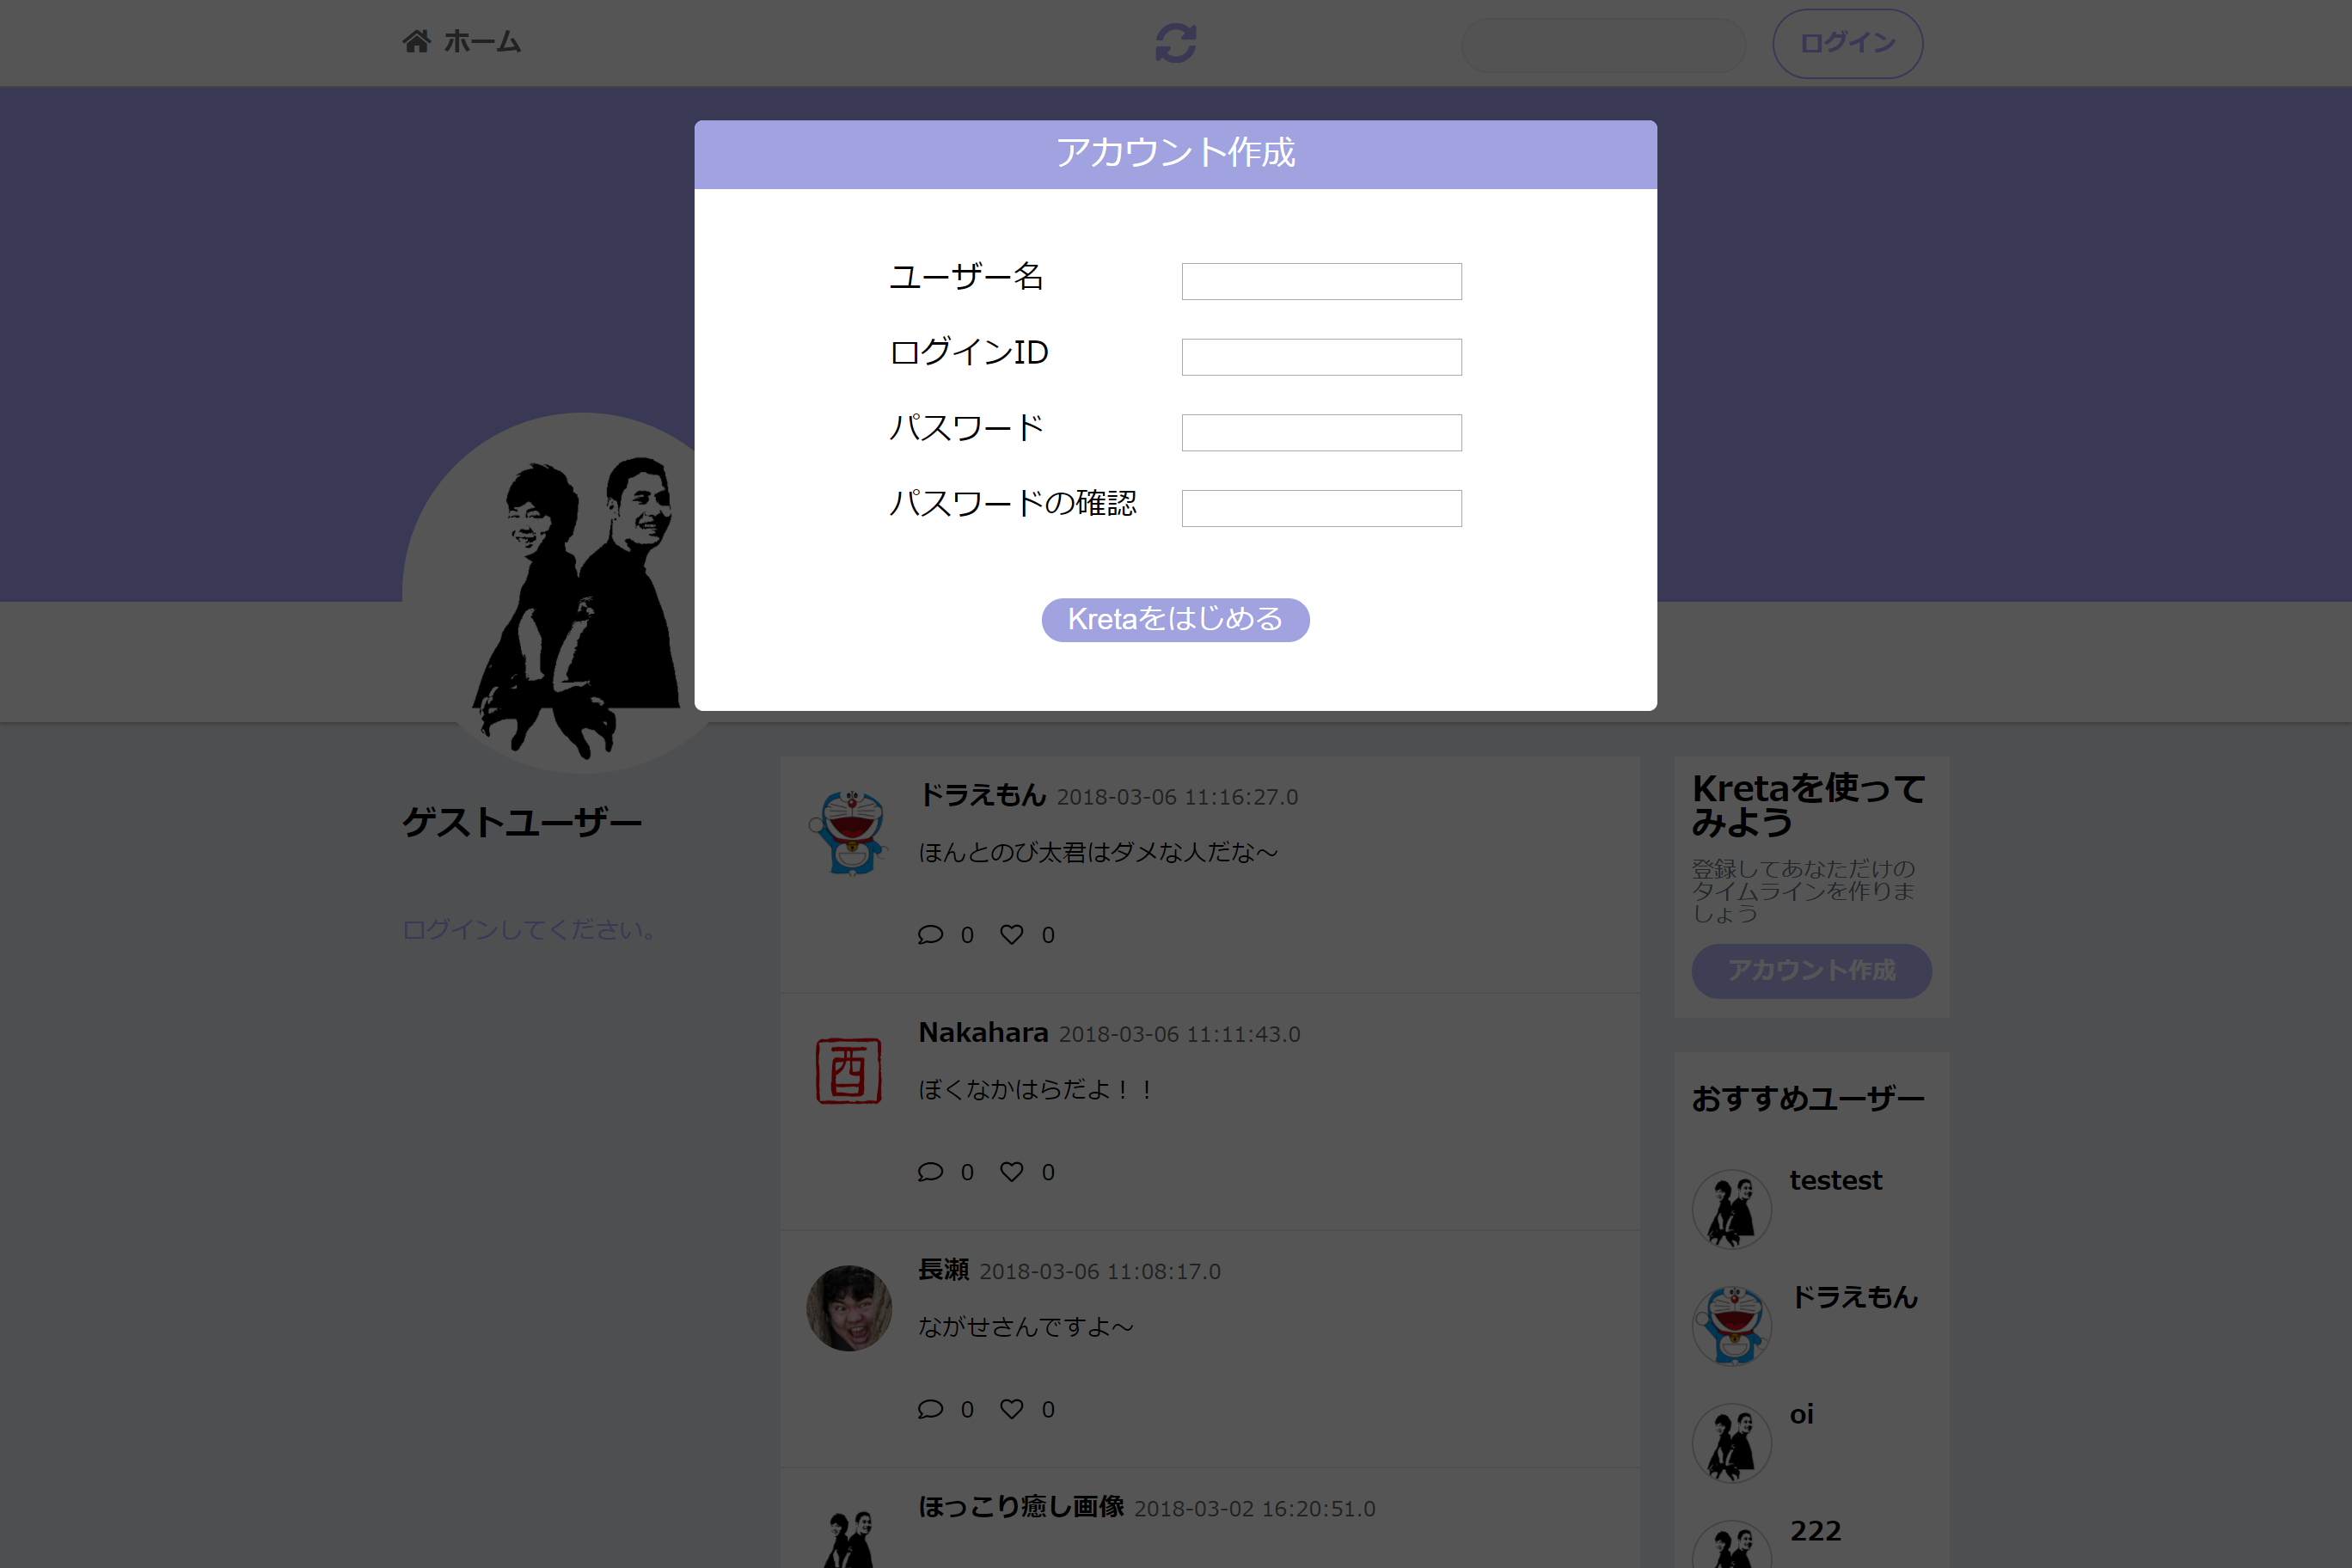 ホーム
ログイン
アカウント作成
ユーザー名
ログインID
パスワード
パスワードの確認
Kretaをはじめる
ゲストユーザー
ログインしてください。
ドラえもん 2018-03-06 11:16:27.0
ほんとのび太君はダメな人だな～
0 0
Nakahara 2018-03-06 11:11:43.0
酉
ぼくなかはらだよ！！
0 0
長瀬 2018-03-06 11:08:17.0
ながせさんですよ～
0 0
ほっこり癒し画像 2018-03-02 16:20:51.0
Kretaを使って
みよう
登録してあなただけの
タイムラインを作りま
しょう
アカウント作成
おすすめユーザー
testest
ドラえもん
oi
222